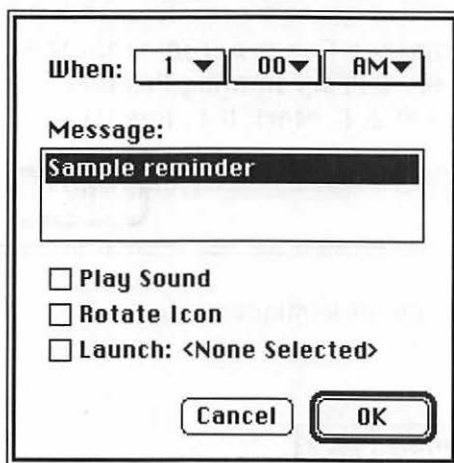 When: 1 00 AM
Message:
Sample reminder
Play Sound
Rotate Icon
Launch: <None Selected>
Cancel OK